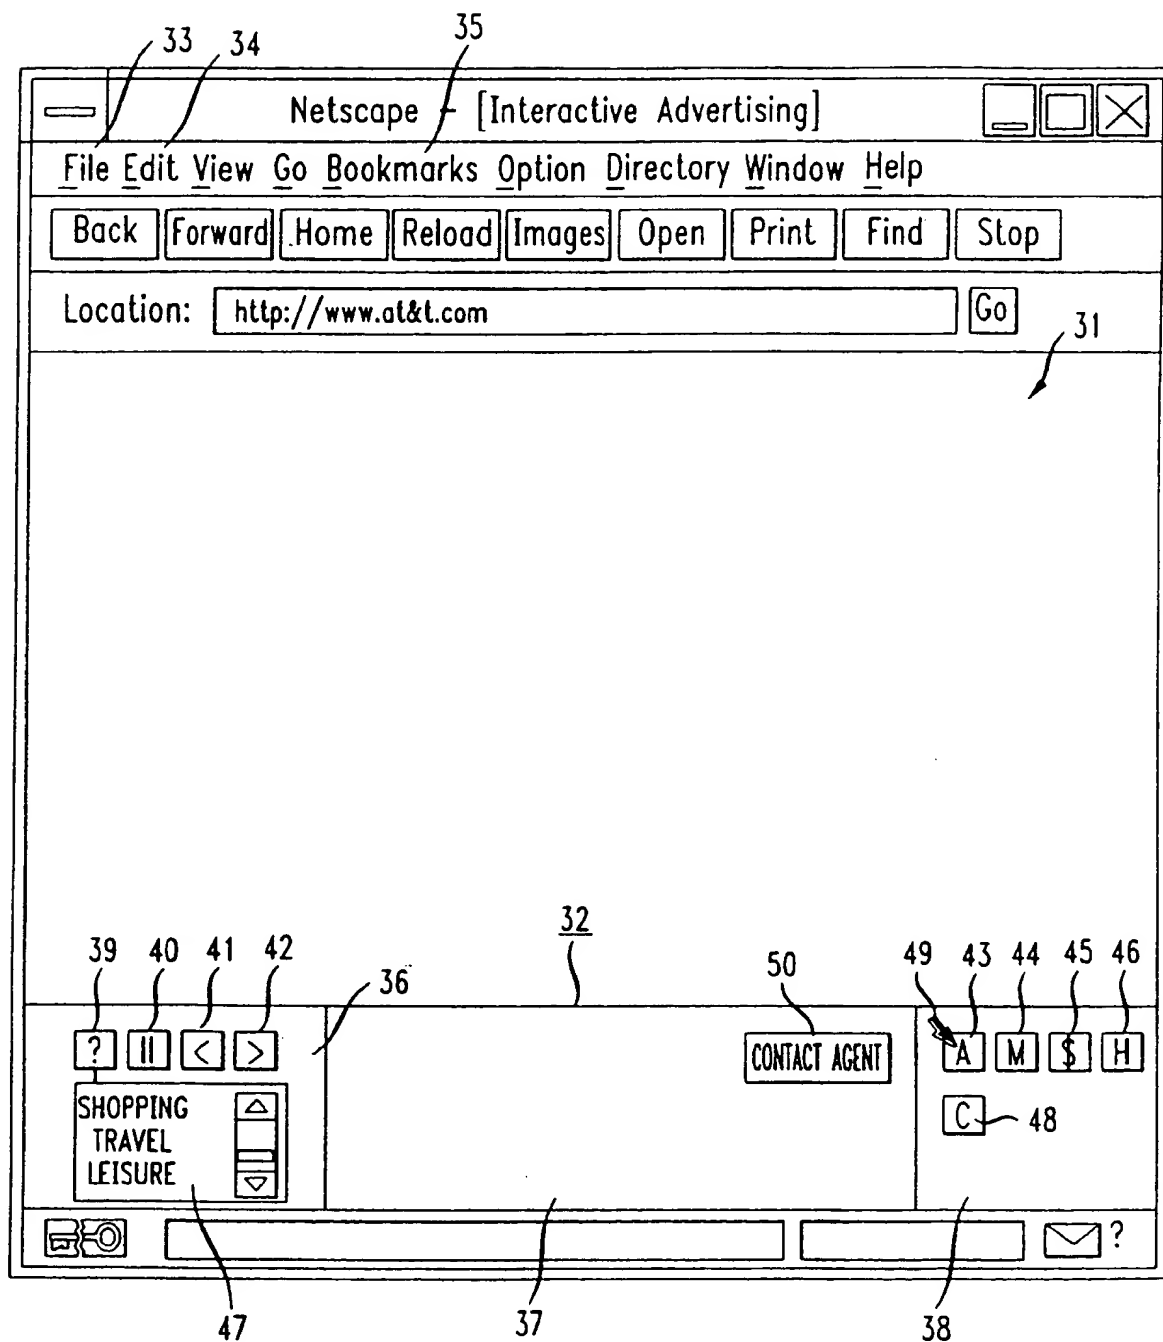 33 34 35
Netscape - [Interactive Advertising]
File Edit View Go Bookmarks Option Directory Window Help
Back Forward Home Reload Images Open Print Find Stop
Location: http://www.at&t.com Go
31
39 40 41 42 36 32 50 49 43 44 45 46
? || < > CONTACT AGENT A M $ H
SHOPPING
TRAVEL
LEISURE
C 48
?
47 37 38